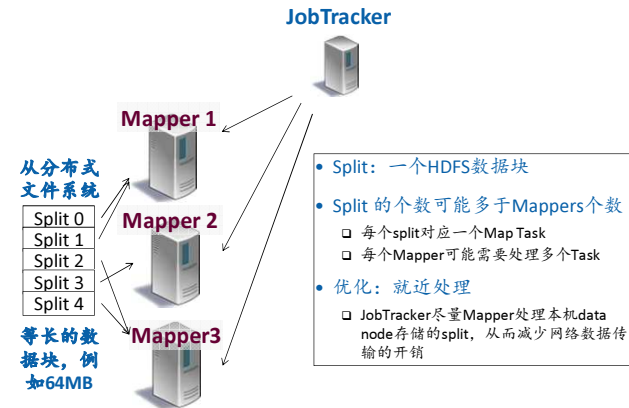 JobTracker
Mapper 1
从分布式
文件系统
Split 0
Split 1
Split 2
Split 3
Split 4
等长的数
据块，例
如64MB
Mapper 2
Mapper3
• Split：一个HDFS数据块
• Split 的个数可能多于Mappers个数
□ 每个split对应一个Map Task
□ 每个Mapper可能需要处理多个Task
• 优化：就近处理
□ JobTracker尽量Mapper处理本机data
node存储的split，从而减少网络数据传
输的开销